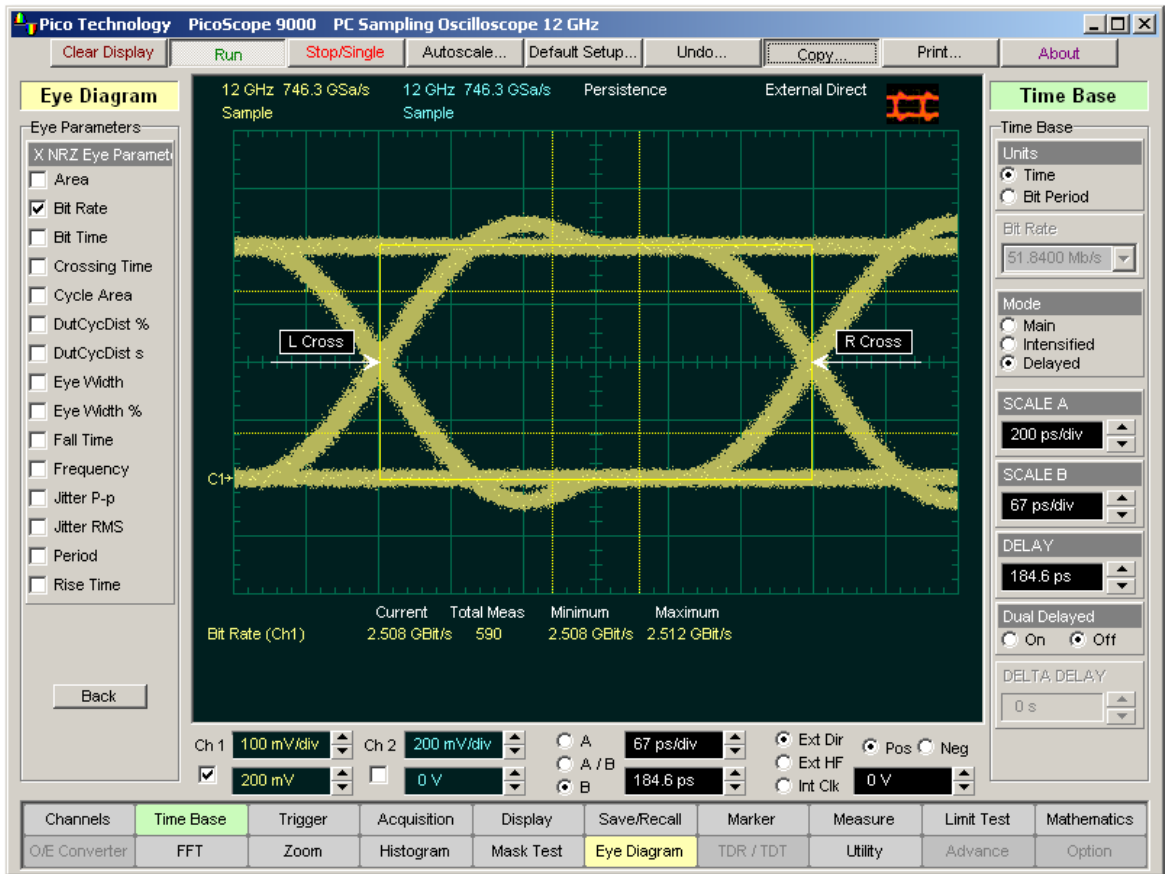 Pico Technology PicoScope 9000 PC Sampling Oscilloscope 12 GHz
Clear Display Run Stop/Single Autoscale... Default Setup... Undo... Copy... Print... About
Eye Diagram
Eye Parameters
X NRZ Eye Paramet
Area
Bit Rate
Bit Time
Crossing Time
Cycle Area
DutCycDist %
DutCycDist s
Eye Width
Eye Width %
Fall Time
Frequency
Jitter P-p
Jitter RMS
Period
Rise Time
Back
12 GHz 746.3 GSa/s 12 GHz 746.3 GSa/s Persistence External Direct
Sample Sample
L Cross R Cross
C1
Current Total Meas Minimum Maximum
Bit Rate (Ch1) 2.508 GBit/s 590 2.508 GBit/s 2.512 GBit/s
Time Base
Time Base
Units
Time
Bit Period
Bit Rate
51.8400 Mb/s
Mode
Main
Intensified
Delayed
SCALE A
200 ps/div
SCALE B
67 ps/div
DELAY
184.6 ps
Dual Delayed
On Off
DELTA DELAY
0 s
Ch 1 100 mV/div Ch 2 200 mV/div A 67 ps/div Ext Dir Pos Neg
A / B Ext HF
200 mV 0 V B 184.6 ps Int Clk 0 V
Channels Time Base Trigger Acquisition Display Save/Recall Marker Measure Limit Test Mathematics
O/E Converter FFT Zoom Histogram Mask Test Eye Diagram TDR / TDT Utility Advance Option